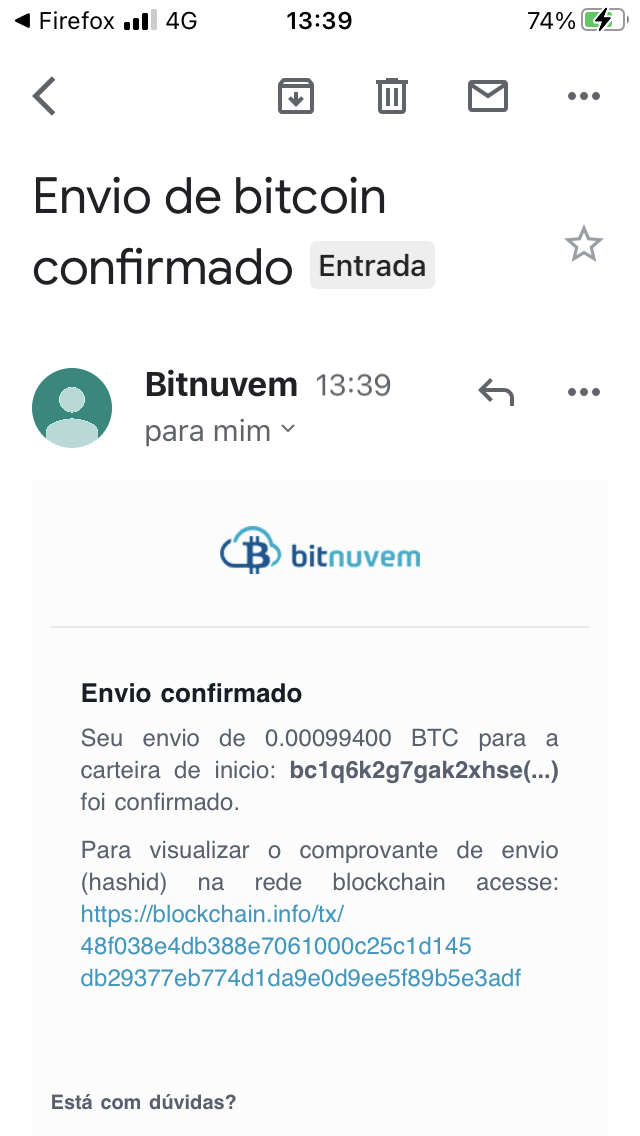 Firefox 4G 13:39 74%
Envio de bitcoin
confirmado Entrada
Bitnuvem 13:39
para mim
bitnuvem
Envio confirmado
Seu envio de 0.00099400 BTC para a
carteira de inicio: bc1q6k2g7gak2xhse(...)
foi confirmado.
Para visualizar o comprovante de envio
(hashid) na rede blockchain acesse:
https://blockchain.info/tx/
48f038e4db388e7061000c25c1d145
db29377eb774d1da9e0d9ee5f89b5e3adf
Está com dúvidas?